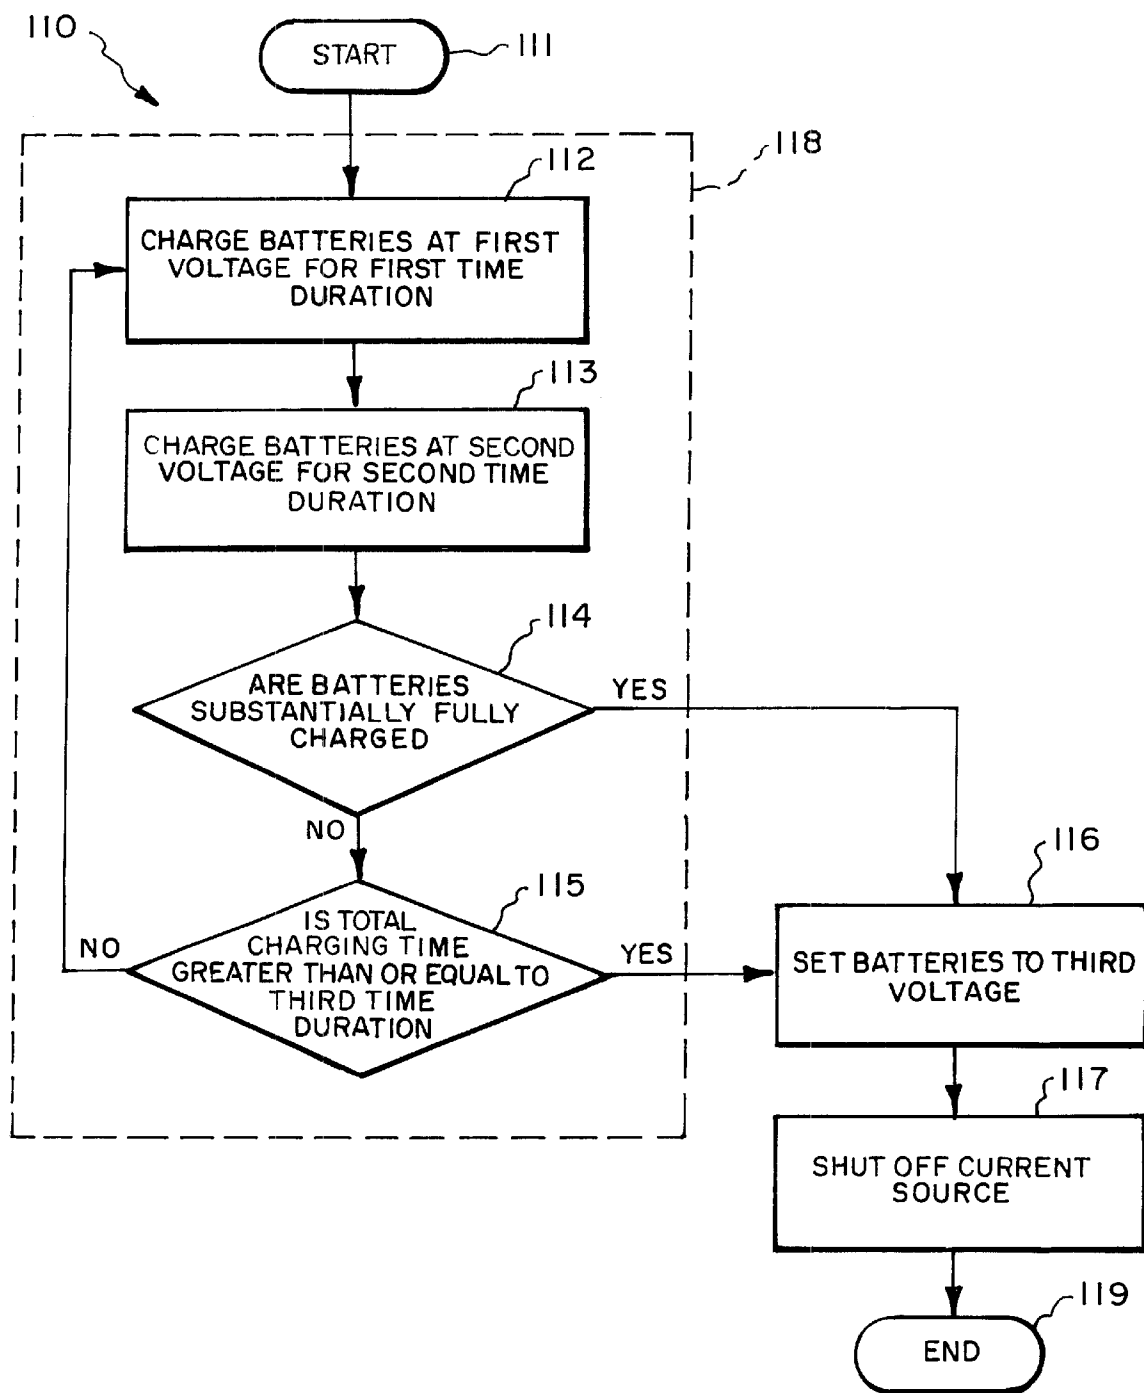 110
START
111
118
112
CHARGE BATTERIES AT FIRST
VOLTAGE FOR FIRST TIME
DURATION
113
CHARGE BATTERIES AT SECOND
VOLTAGE FOR SECOND TIME
DURATION
114
ARE BATTERIES
SUBSTANTIALLY FULLY
CHARGED
YES
NO
115
IS TOTAL
CHARGING TIME
GREATER THAN OR EQUAL TO
THIRD TIME
DURATION
NO
YES
116
SET BATTERIES TO THIRD
VOLTAGE
117
SHUT OFF CURRENT
SOURCE
119
END